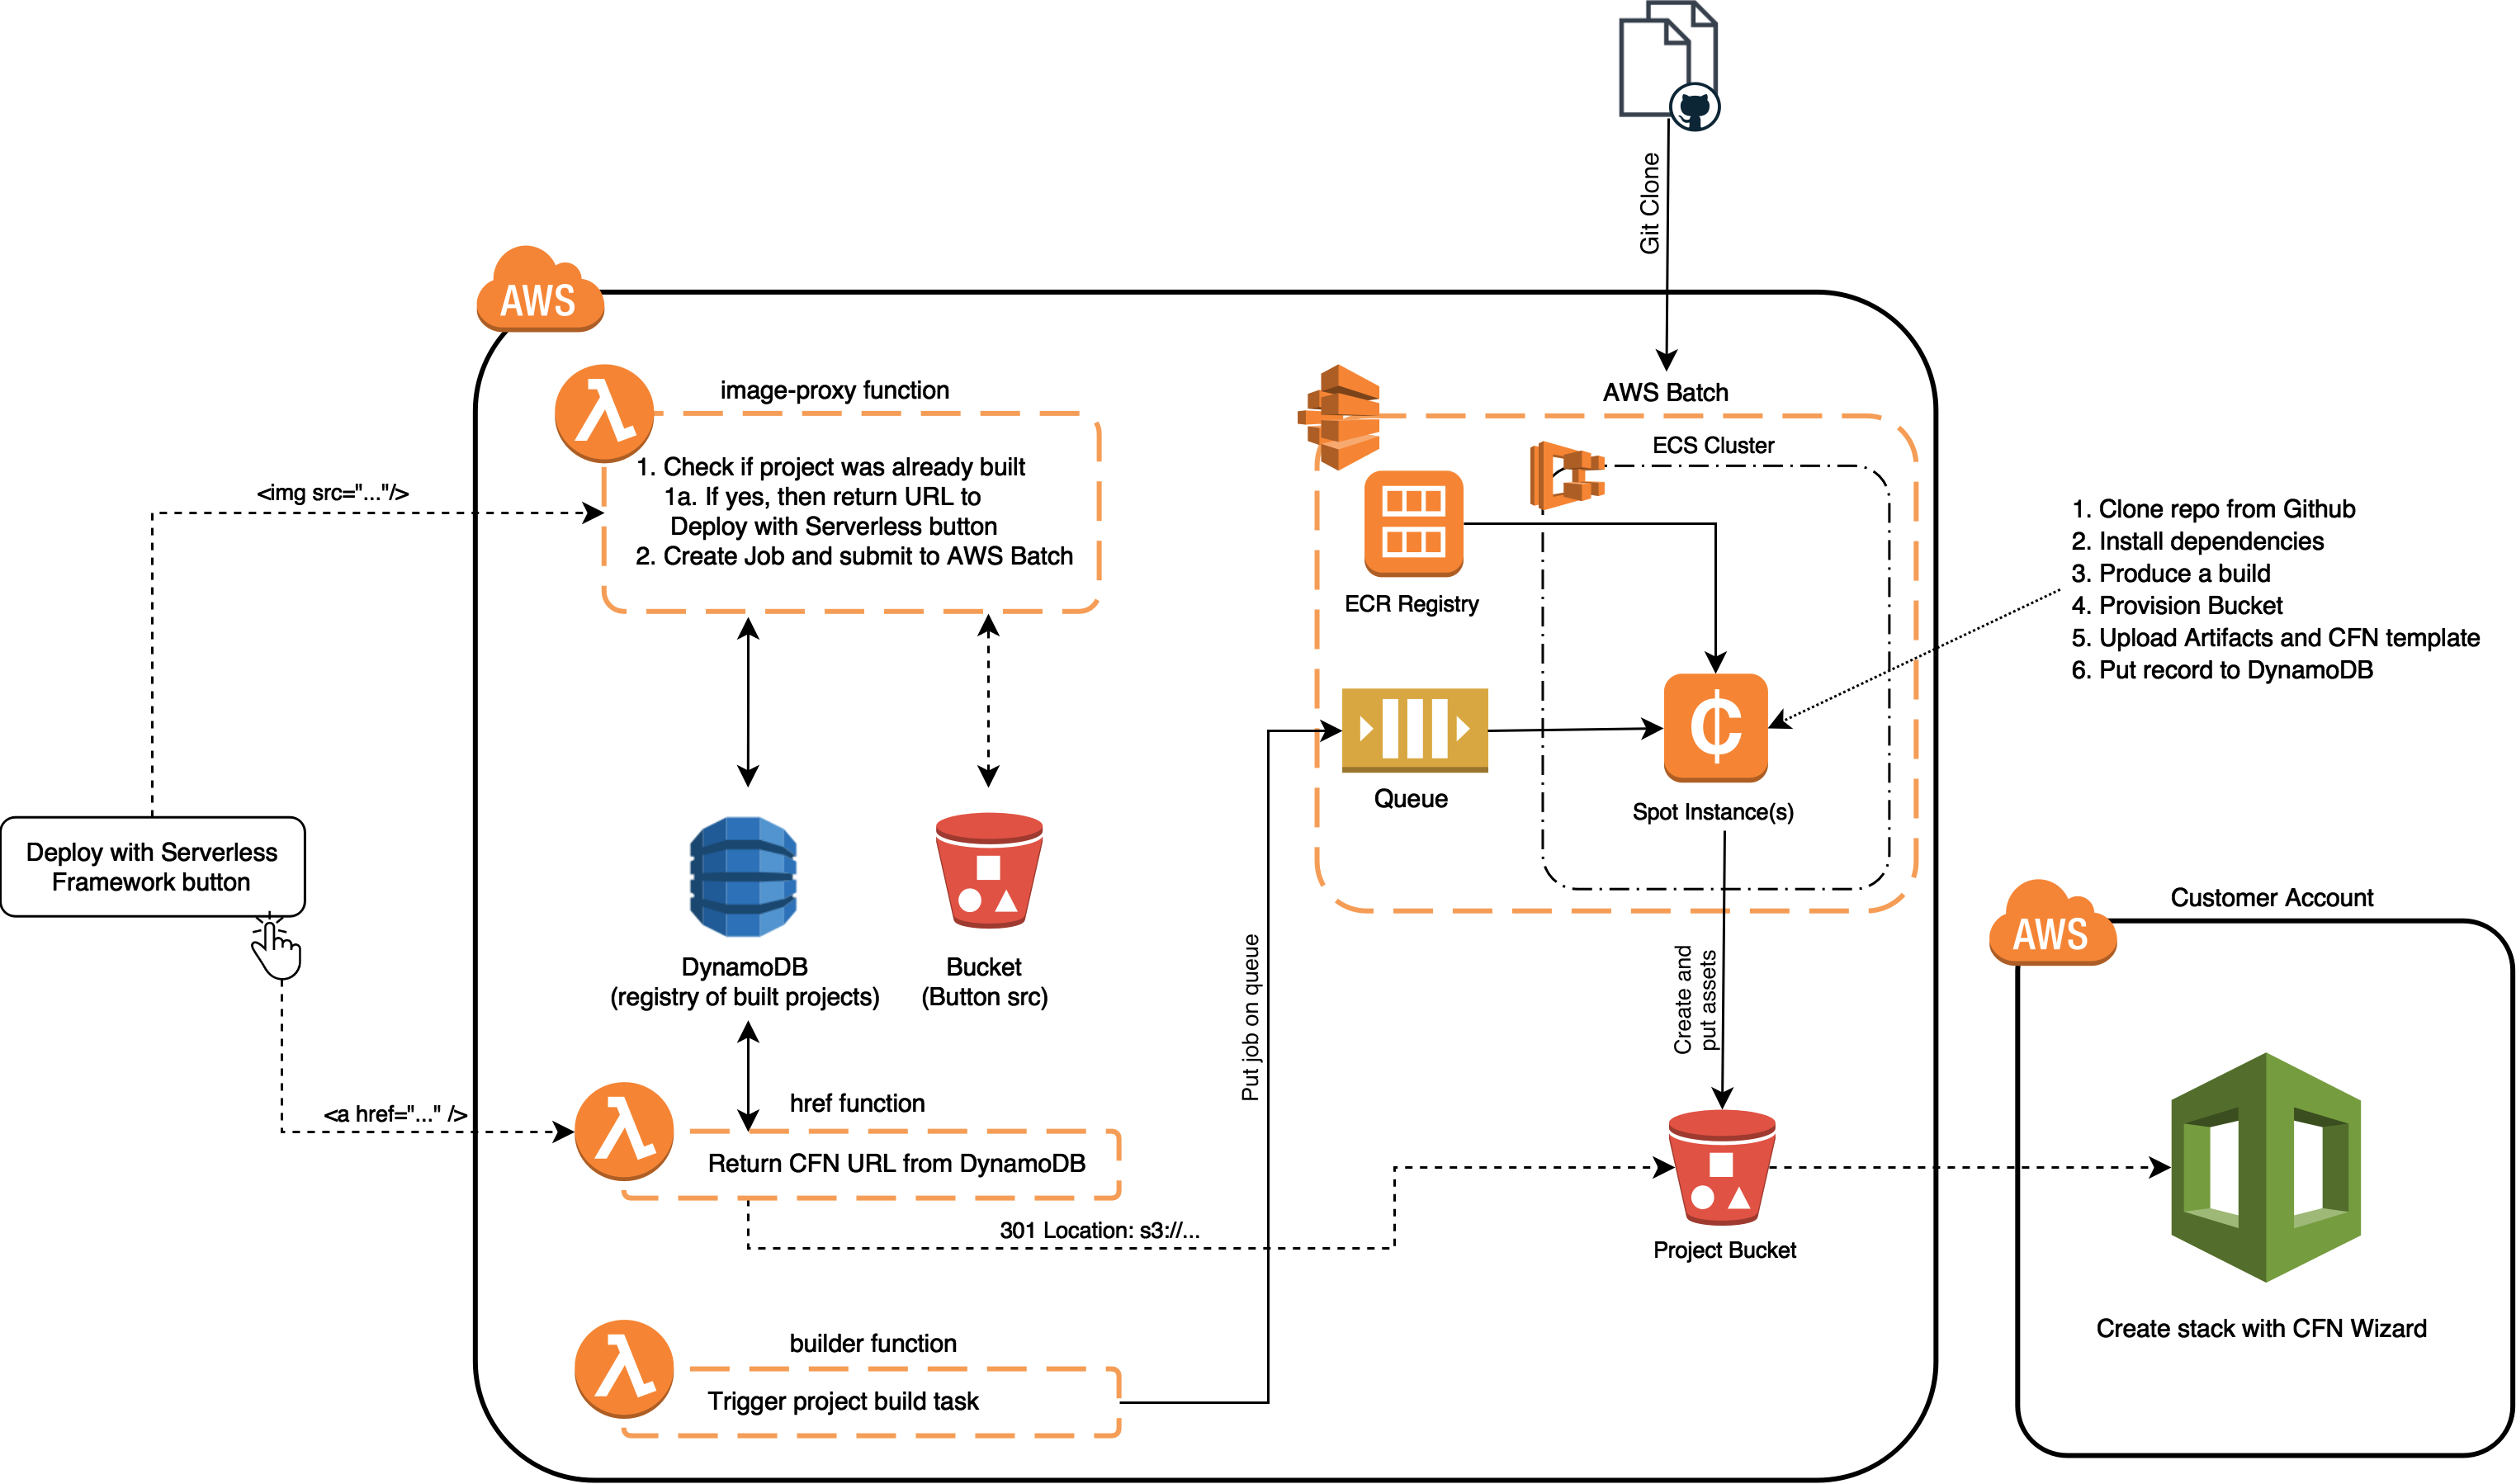 Git Clone
AWS
image-proxy function
1. Check if project was already built
1a. If yes, then return URL to
Deploy with Serverless button
2. Create Job and submit to AWS Batch
<img src="..."/>
Deploy with Serverless
Framework button
<a href="..." />
DynamoDB
(registry of built projects)
Bucket
(Button src)
href function
Return CFN URL from DynamoDB
301 Location: s3://...
builder function
Trigger project build task
Put job on queue
AWS Batch
ECS Cluster
ECR Registry
Queue
Spot Instance(s)
Create and
put assets
Project Bucket
1. Clone repo from Github
2. Install dependencies
3. Produce a build
4. Provision Bucket
5. Upload Artifacts and CFN template
6. Put record to DynamoDB
AWS
Customer Account
Create stack with CFN Wizard